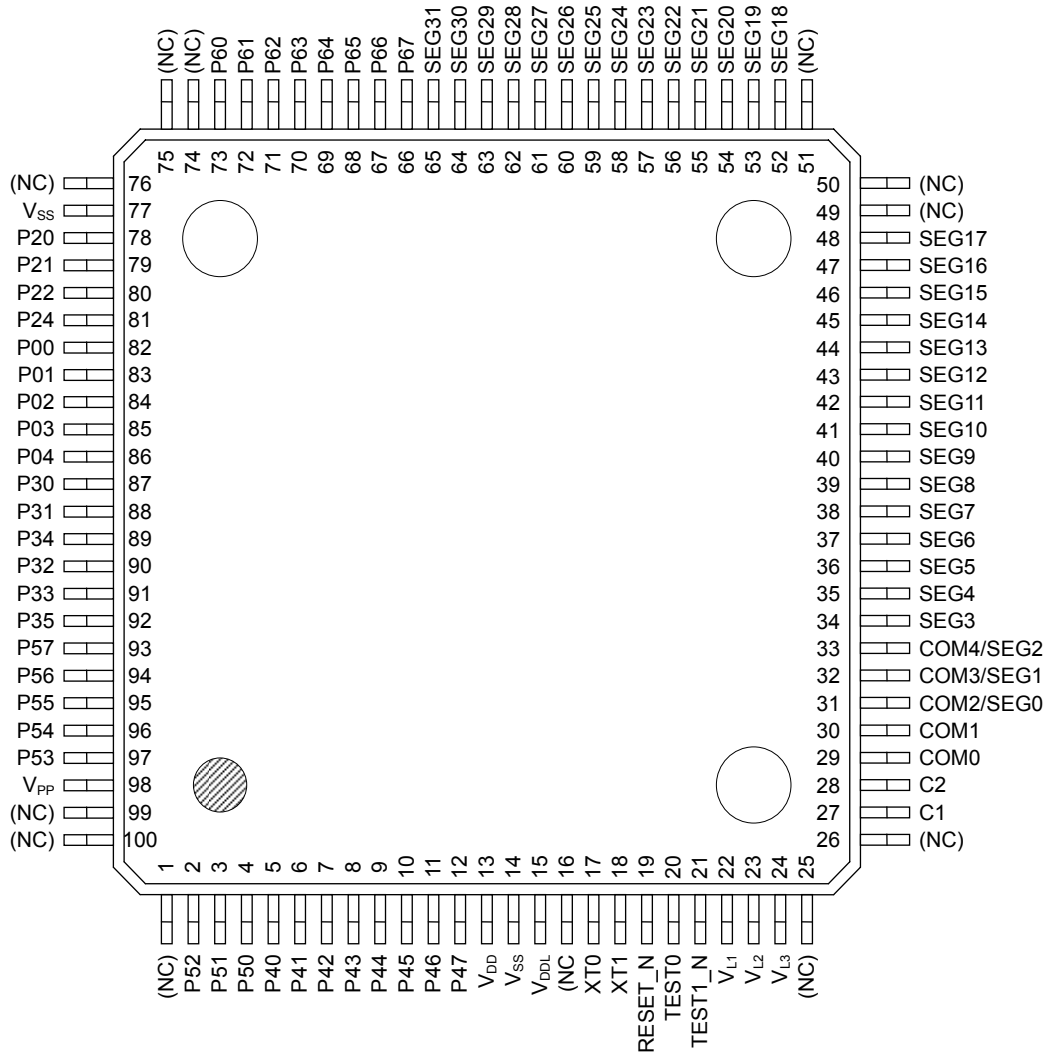 (NC)
(NC)
P60
P61
P62
P63
P64
P65
P66
P67
SEG31
SEG30
SEG29
SEG28
SEG27
SEG26
SEG25
SEG24
SEG23
SEG22
SEG21
SEG20
SEG19
SEG18
(NC)
75 74 73 72 71 70 69 68 67 66 65 64 63 62 61 60 59 58 57 56 55 54 53 52 51
(NC) 76 50 (NC)
VSS 77 49 (NC)
P20 78 48 SEG17
P21 79 47 SEG16
P22 80 46 SEG15
P24 81 45 SEG14
P00 82 44 SEG13
P01 83 43 SEG12
P02 84 42 SEG11
P03 85 41 SEG10
P04 86 40 SEG9
P30 87 39 SEG8
P31 88 38 SEG7
P34 89 37 SEG6
P32 90 36 SEG5
P33 91 35 SEG4
P35 92 34 SEG3
P57 93 33 COM4/SEG2
P56 94 32 COM3/SEG1
P55 95 31 COM2/SEG0
P54 96 30 COM1
P53 97 29 COM0
VPP 98 28 C2
(NC) 99 27 C1
(NC) 100 26 (NC)
1 2 3 4 5 6 7 8 9 10 11 12 13 14 15 16 17 18 19 20 21 22 23 24 25
(NC)
P52
P51
P50
P40
P41
P42
P43
P44
P45
P46
P47
VDD
VSS
VDDL
(NC
XT0
XT1
RESET_N
TEST0
TEST1_N
VL1
VL2
VL3
(NC)